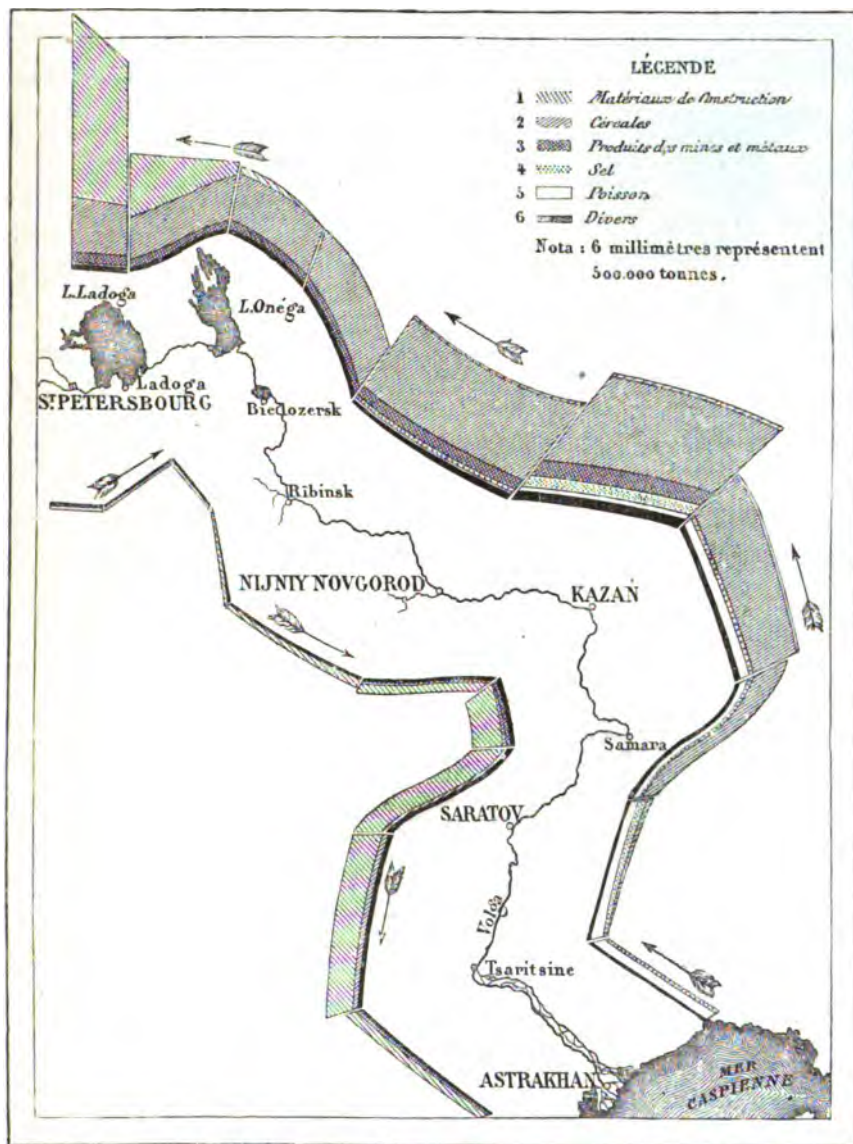 LÉGENDE
1 Matériaux de Construction
2 Céréales
3 Produits des mines et métaux
4 Sel
5 Poisson
6 Divers
Nota : 6 millimètres représentent
500.000 tonnes.
L. Ladoga
L. Onéga
Ladoga
St. PETERSBOURG
Bielozersk
Ribinsk
NIJNIY NOVGOROD
KAZAN
Samara
SARATOV
Volga
Tsaritsine
ASTRAKHAN
MER
CASPIENNE